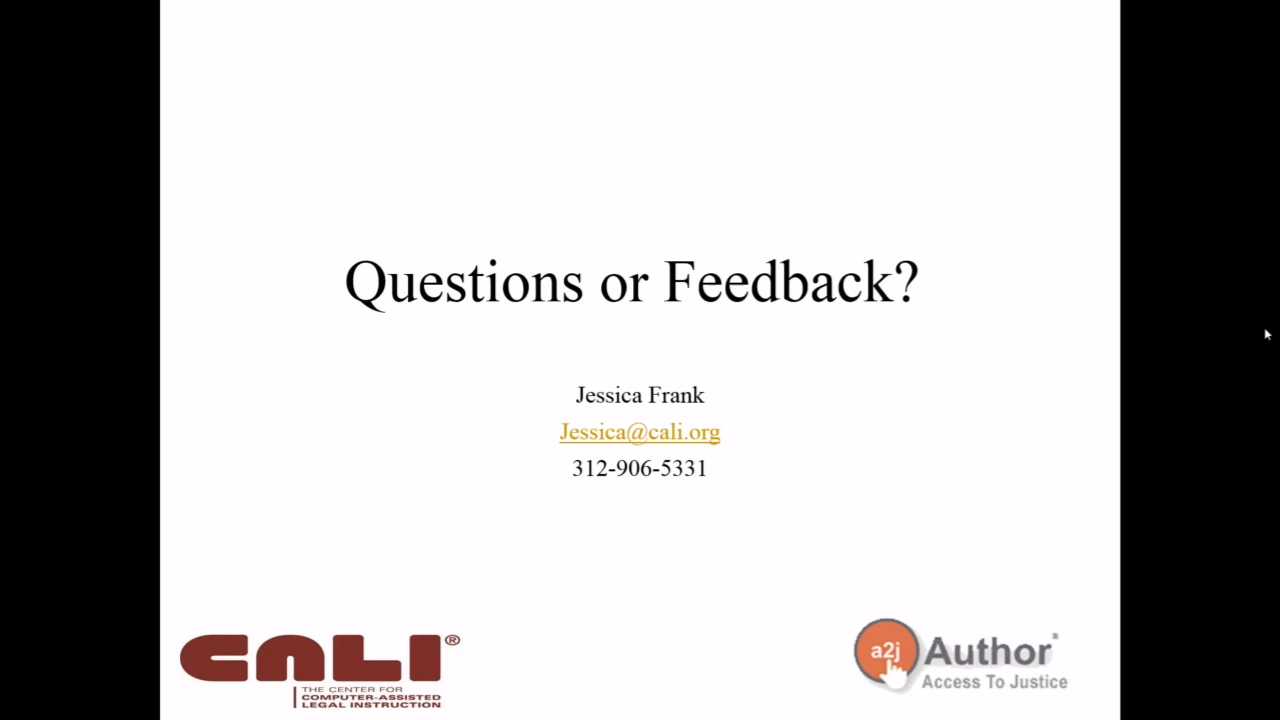 Questions or Feedback?
Jessica Frank
Jessica@cali.org
312-906-5331
CALI®
THE CENTER FOR
COMPUTER-ASSISTED
LEGAL INSTRUCTION
a2j Author
Access To Justice